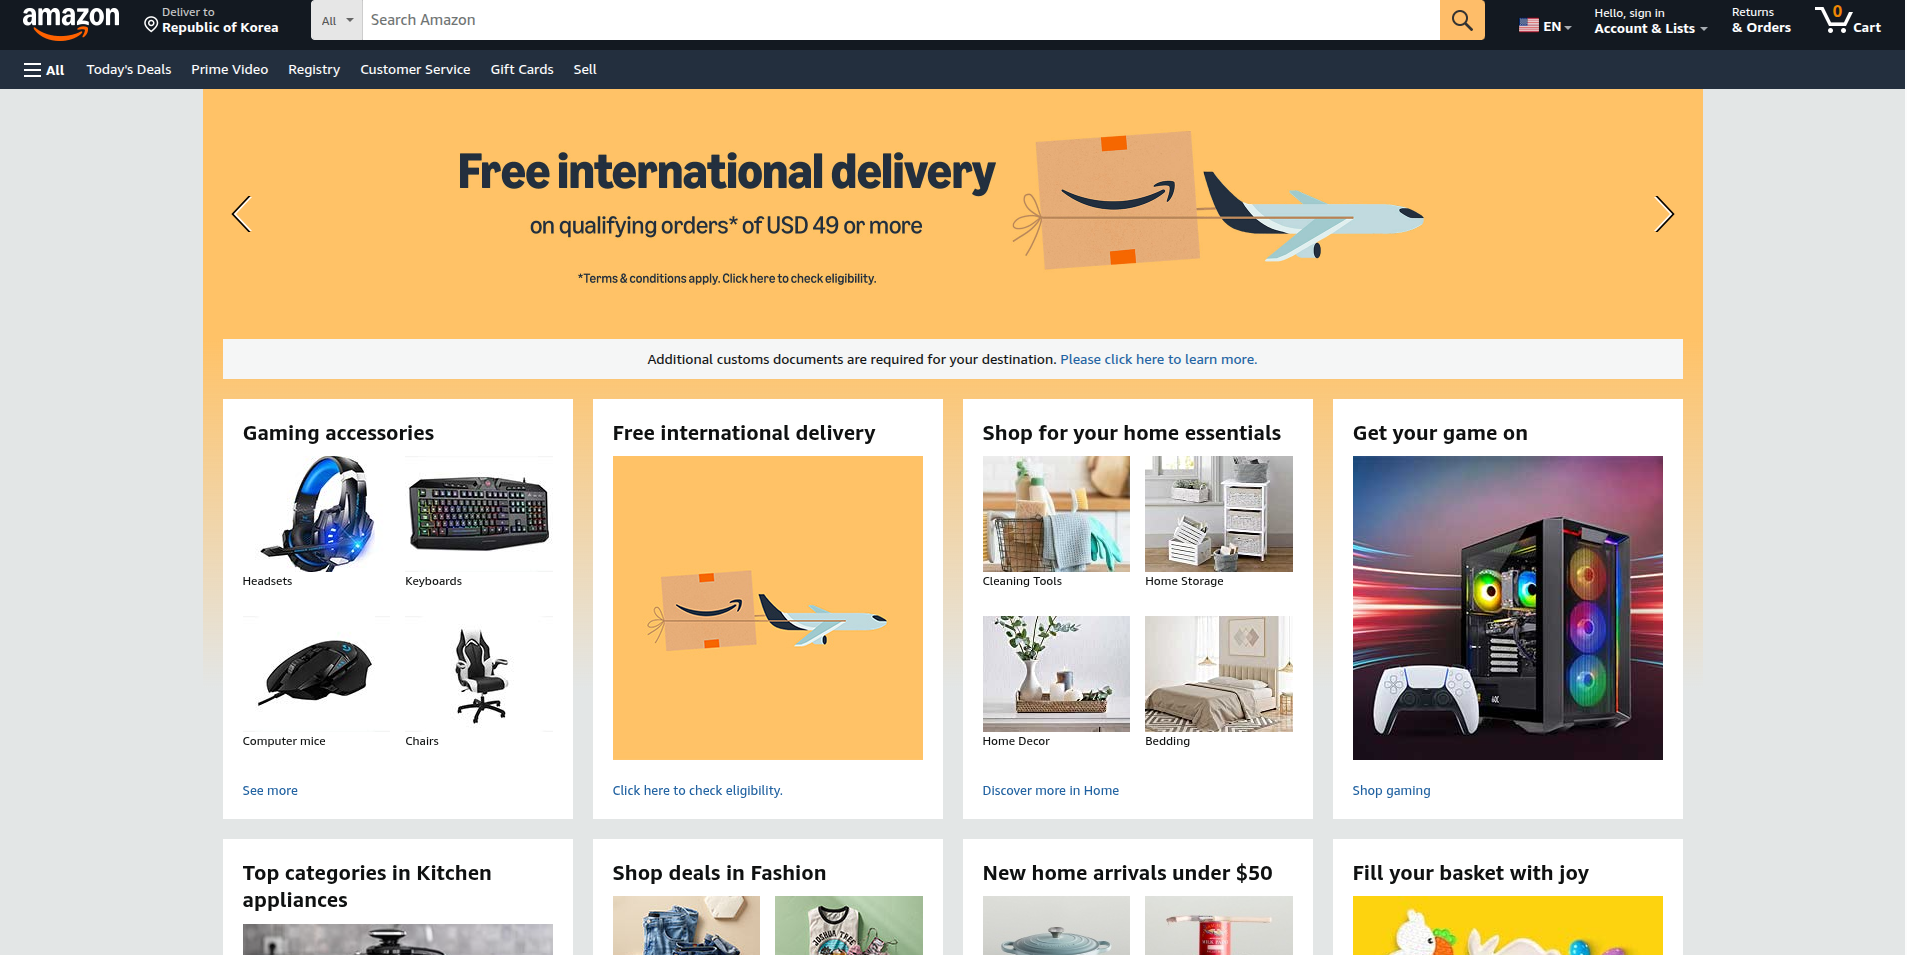 amazon
Deliver to
Republic of Korea
All
Search Amazon
EN
Hello, sign in
Account & Lists
Returns
& Orders
0
Cart
All
Today's Deals
Prime Video
Registry
Customer Service
Gift Cards
Sell
Free international delivery
on qualifying orders* of USD 49 or more
*Terms & conditions apply. Click here to check eligibility.
Additional customs documents are required for your destination. Please click here to learn more.
Gaming accessories
Headsets
Keyboards
Computer mice
Chairs
See more
Free international delivery
Click here to check eligibility.
Shop for your home essentials
Cleaning Tools
Home Storage
Home Decor
Bedding
Discover more in Home
Get your game on
Shop gaming
Top categories in Kitchen
appliances
Shop deals in Fashion
JOSHUA TREE
New home arrivals under $50
Fill your basket with joy